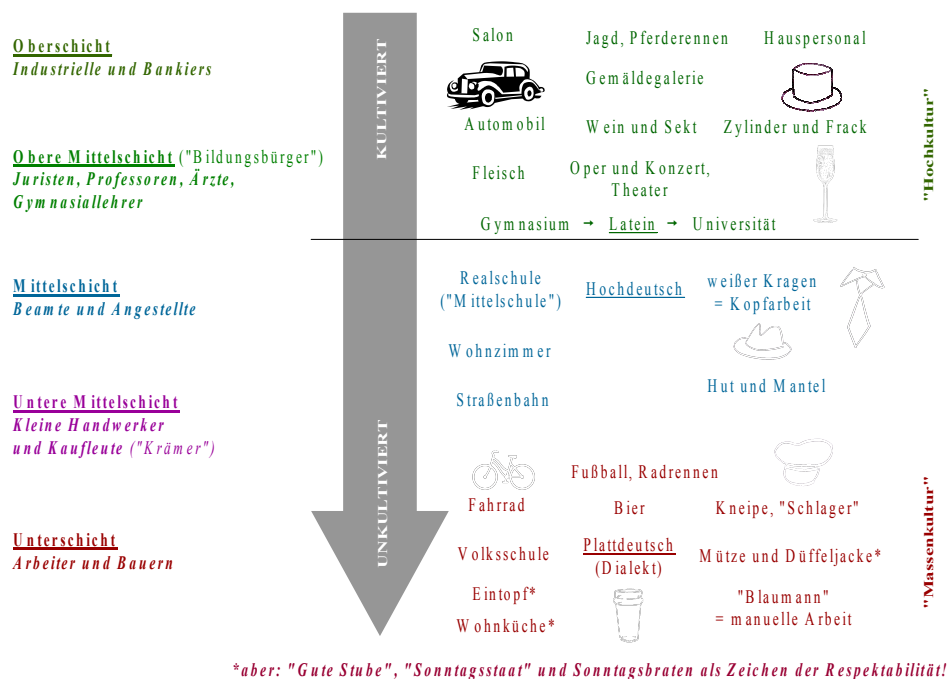 Oberschicht
Industrielle und Bankiers
Obere Mittelschicht ("Bildungsbürger")
Juristen, Professoren, Ärzte,
Gymnasiallehrer
Mittelschicht
Beamte und Angestellte
Untere Mittelschicht
Kleine Handwerker
und Kaufleute ("Krämer")
Unterschicht
Arbeiter und Bauern
KULTIVIERT
UNKULTIVIERT
Salon Jagd, Pferderennen Hauspersonal
Gemäldegalerie
Automobil Wein und Sekt Zylinder und Frack
Fleisch Oper und Konzert,
Theater
Gymnasium → Latein → Universität
Realschule
("Mittelschule")
Hochdeutsch
weißer Kragen
= Kopfarbeit
Wohnzimmer
Hut und Mantel
Straßenbahn
Fußball, Radrennen
Fahrrad Bier Kneipe, "Schlager"
Volksschule
Plattdeutsch
(Dialekt)
Mütze und Düffeljacke*
Eintopf*
"Blaumann"
= manuelle Arbeit
Wohnküche*
"Hochkultur"
"Massenkultur"
*aber: "Gute Stube", "Sonntagsstaat" und Sonntagsbraten als Zeichen der Respektabilität!